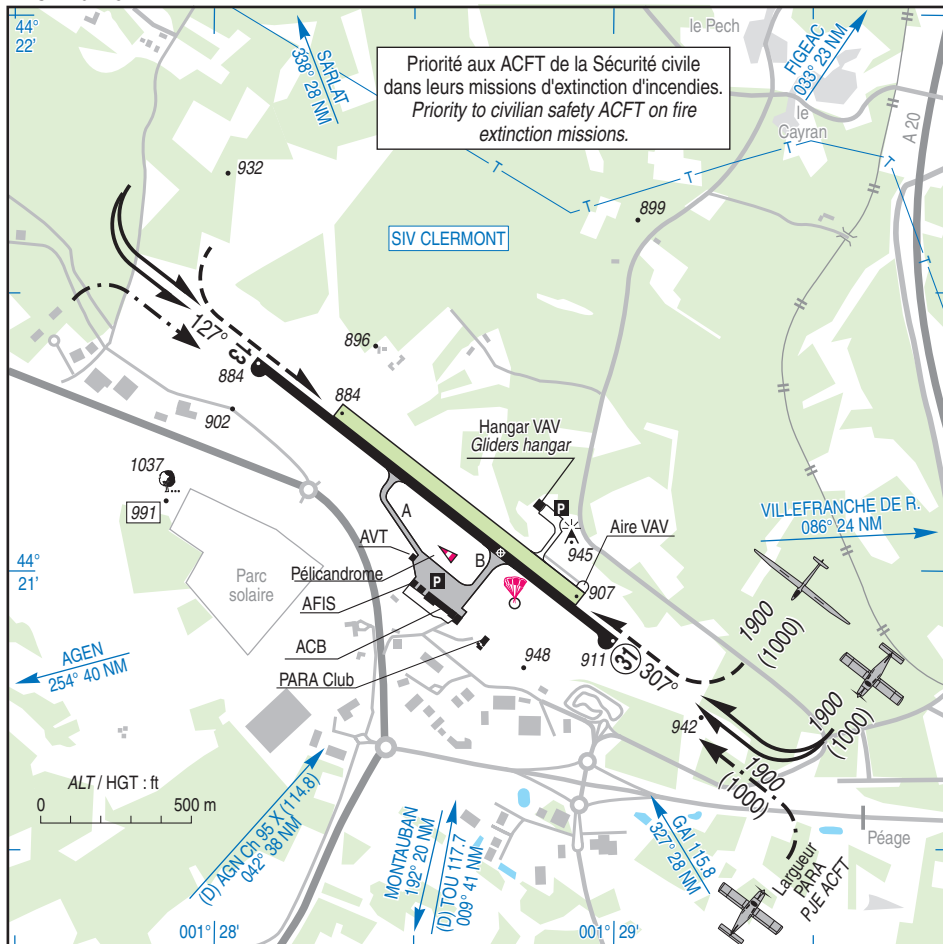 44°
22'
SARLAT
338° 28 NM
Priorité aux ACFT de la Sécurité civile
dans leurs missions d'extinction d'incendies.
Priority to civilian safety ACFT on fire
extinction missions.
le Pech
FIGEAC
033° 23 NM
le
Cayran
A 20
T
T
T
T
T
932
899
SIV CLERMONT
127°
13
884
896
884
902
Hangar VAV
Gliders hangar
1037
991
P
VILLEFRANCHE DE R.
086° 24 NM
A
Aire VAV
945
AVT
B
44°
21'
Pélicandrome
P
907
Parc
solaire
AFIS
1900
(1000)
ACB
AGEN
254° 40 NM
PARA Club
948
911
31
307°
942
1900
(1000)
1900
(1000)
ALT / HGT : ft
0
500 m
(D) AGN Ch 95 X (114.8)
042° 38 NM
MONTAUBAN
192° 20 NM
(D) TOU 117.7
009° 41 NM
GAI 115.8
327° 28 NM
Péage
Largueur
PARA
PJE ACFT
001° 28'
001° 29'